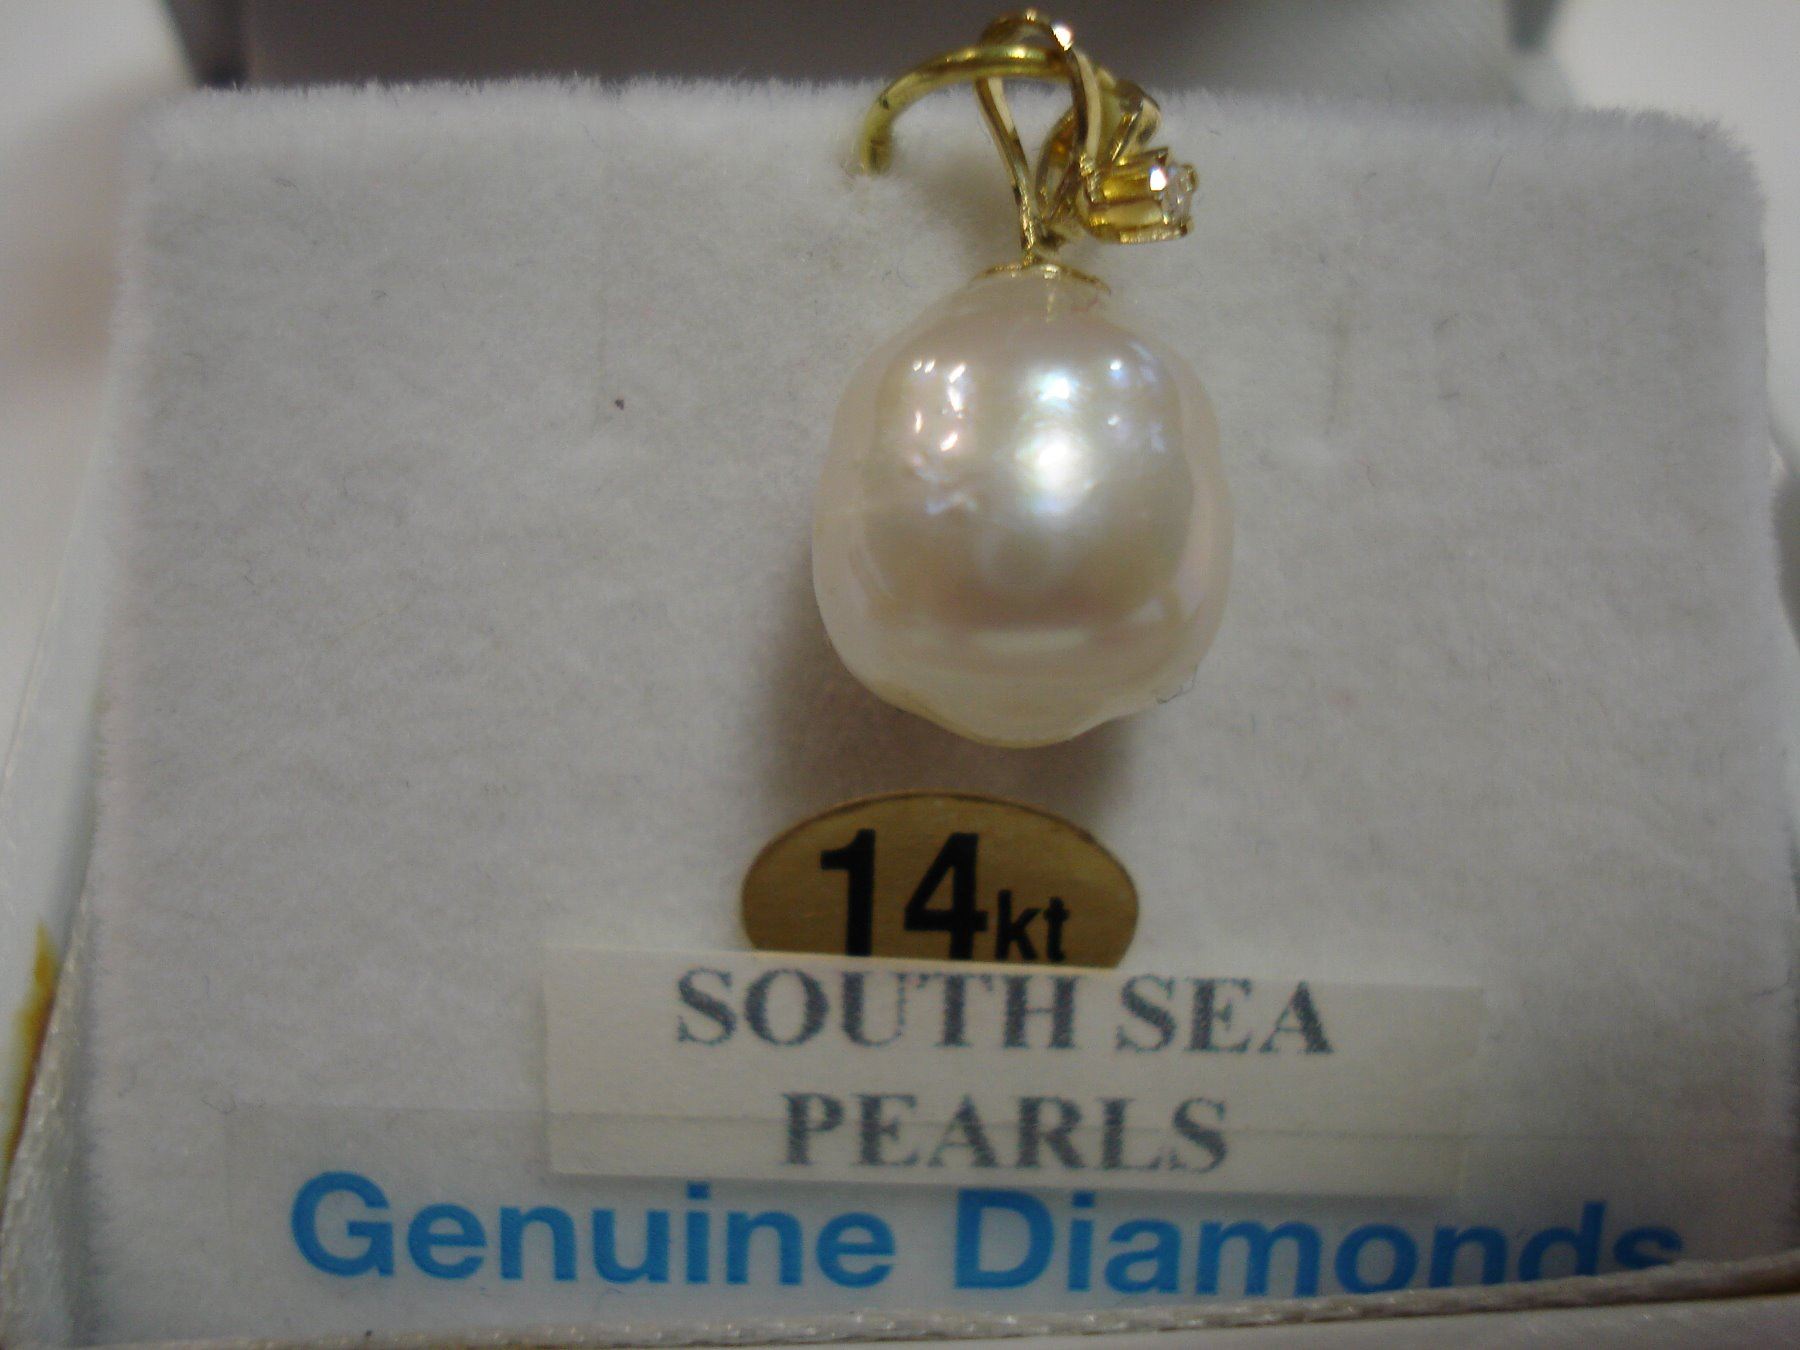 14kt
SOUTH SEA
PEARLS
Genuine Diamonds